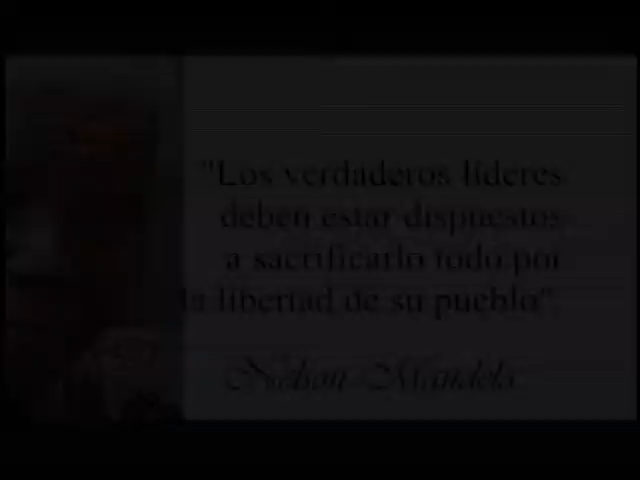 "Los verdaderos líderes
deben estar dispuestos
a sacrificarlo todo por
la libertad de su pueblo".
Nelson Mandela